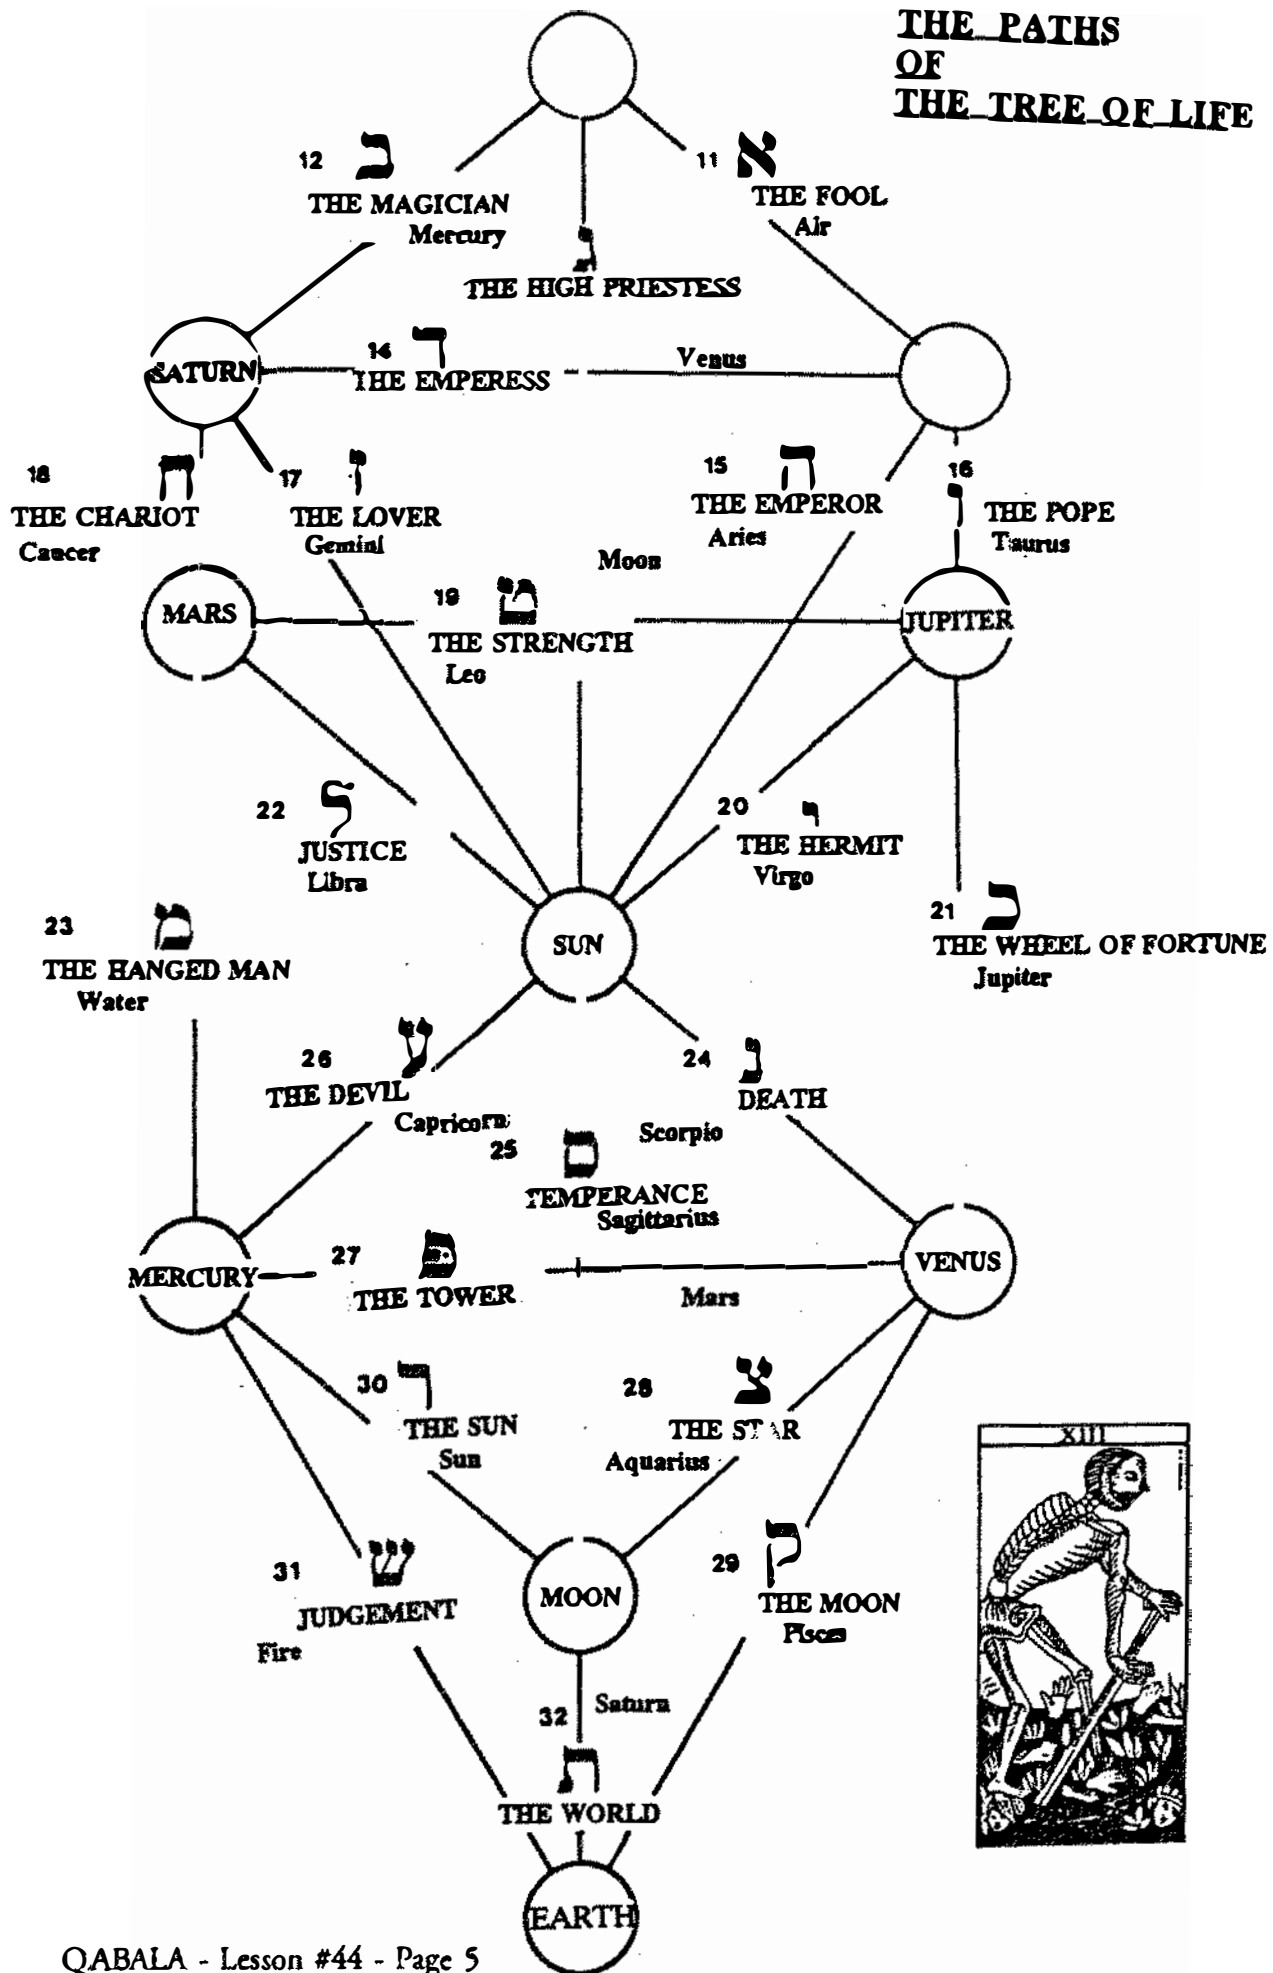 THE PATHS
OF
THE TREE OF LIFE
12 כ
THE MAGICIAN
Mercury
11 א
THE FOOL
Air
ג
THE HIGH PRIESTESS
SATURN
14 ד
THE EMPERESS
Venus
18 ח
THE CHARIOT
Cancer
17 ז
THE LOVER
Gemini
15 ה
THE EMPEROR
Aries
16
ו
THE POPE
Taurus
Moon
MARS
19 ט
THE STRENGTH
Leo
JUPITER
22 ל
JUSTICE
Libra
20 י
THE HERMIT
Virgo
23 מ
THE HANGED MAN
Water
SUN
21 כ
THE WHEEL OF FORTUNE
Jupiter
26 ע
THE DEVIL
Capricorn
24 נ
DEATH
Scorpio
25 ם
TEMPERANCE
Sagittarius
MERCURY
27 פ
THE TOWER
Mars
VENUS
30 ר
THE SUN
Sun
28 צ
THE STAR
Aquarius
XIII
31 ש
JUDGEMENT
Fire
MOON
29 ק
THE MOON
Pisces
Saturn
32
ת
THE WORLD
EARTH
QABALA - Lesson #44 - Page 5